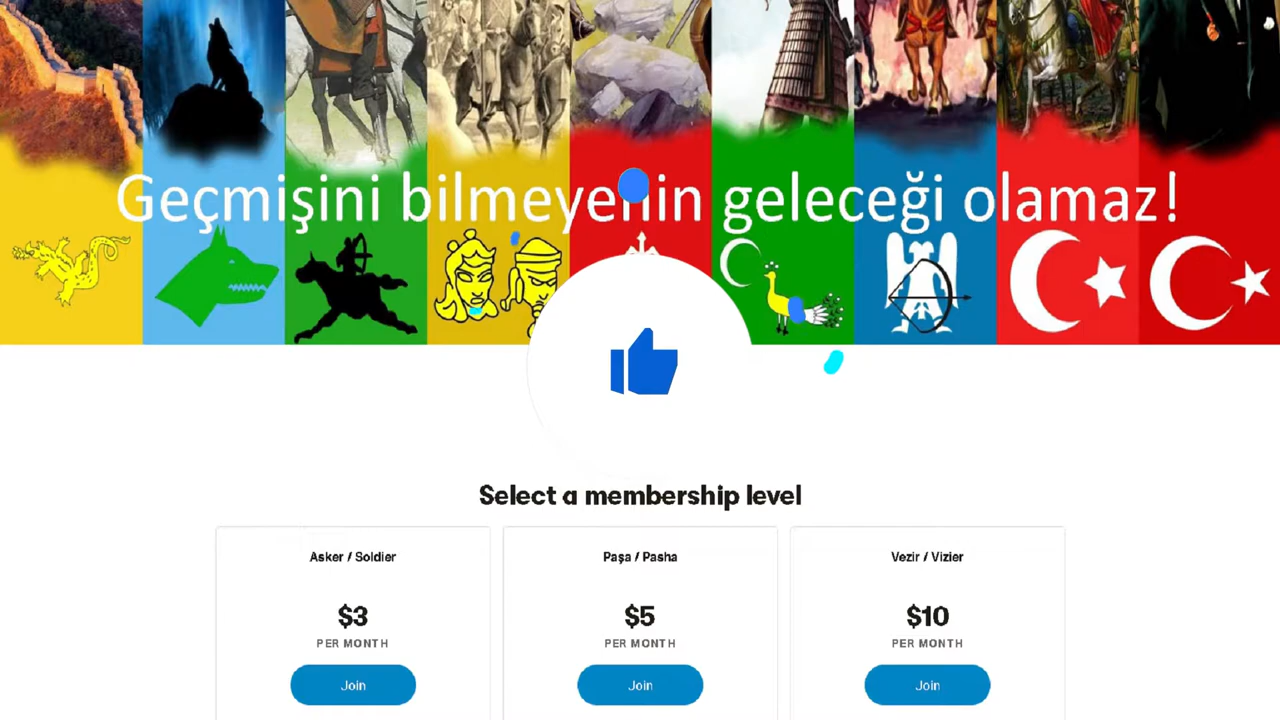 Geçmişini bilmeyenin geleceği olamaz!
Select a membership level
Asker / Soldier
$3
PER MONTH
Join
Paşa / Pasha
$5
PER MONTH
Join
Vezir / Vizier
$10
PER MONTH
Join